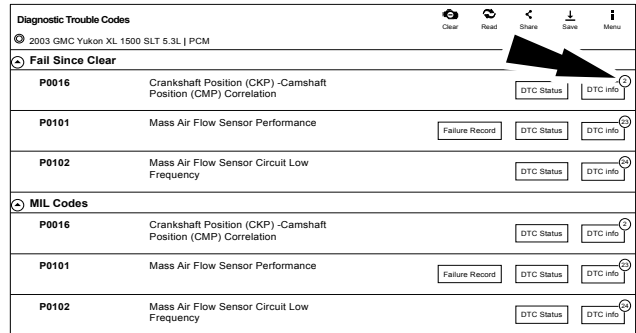 Diagnostic Trouble Codes
Clear Read Share Save Menu
2003 GMC Yukon XL 1500 SLT 5.3L | PCM
Fail Since Clear
P0016 Crankshaft Position (CKP) -Camshaft
Position (CMP) Correlation
DTC Status DTC info 2
P0101 Mass Air Flow Sensor Performance
Failure Record DTC Status DTC info 23
P0102 Mass Air Flow Sensor Circuit Low
Frequency
DTC Status DTC info 24
MIL Codes
P0016 Crankshaft Position (CKP) -Camshaft
Position (CMP) Correlation
DTC Status DTC info 2
P0101 Mass Air Flow Sensor Performance
Failure Record DTC Status DTC info 23
P0102 Mass Air Flow Sensor Circuit Low
Frequency
DTC Status DTC info 24